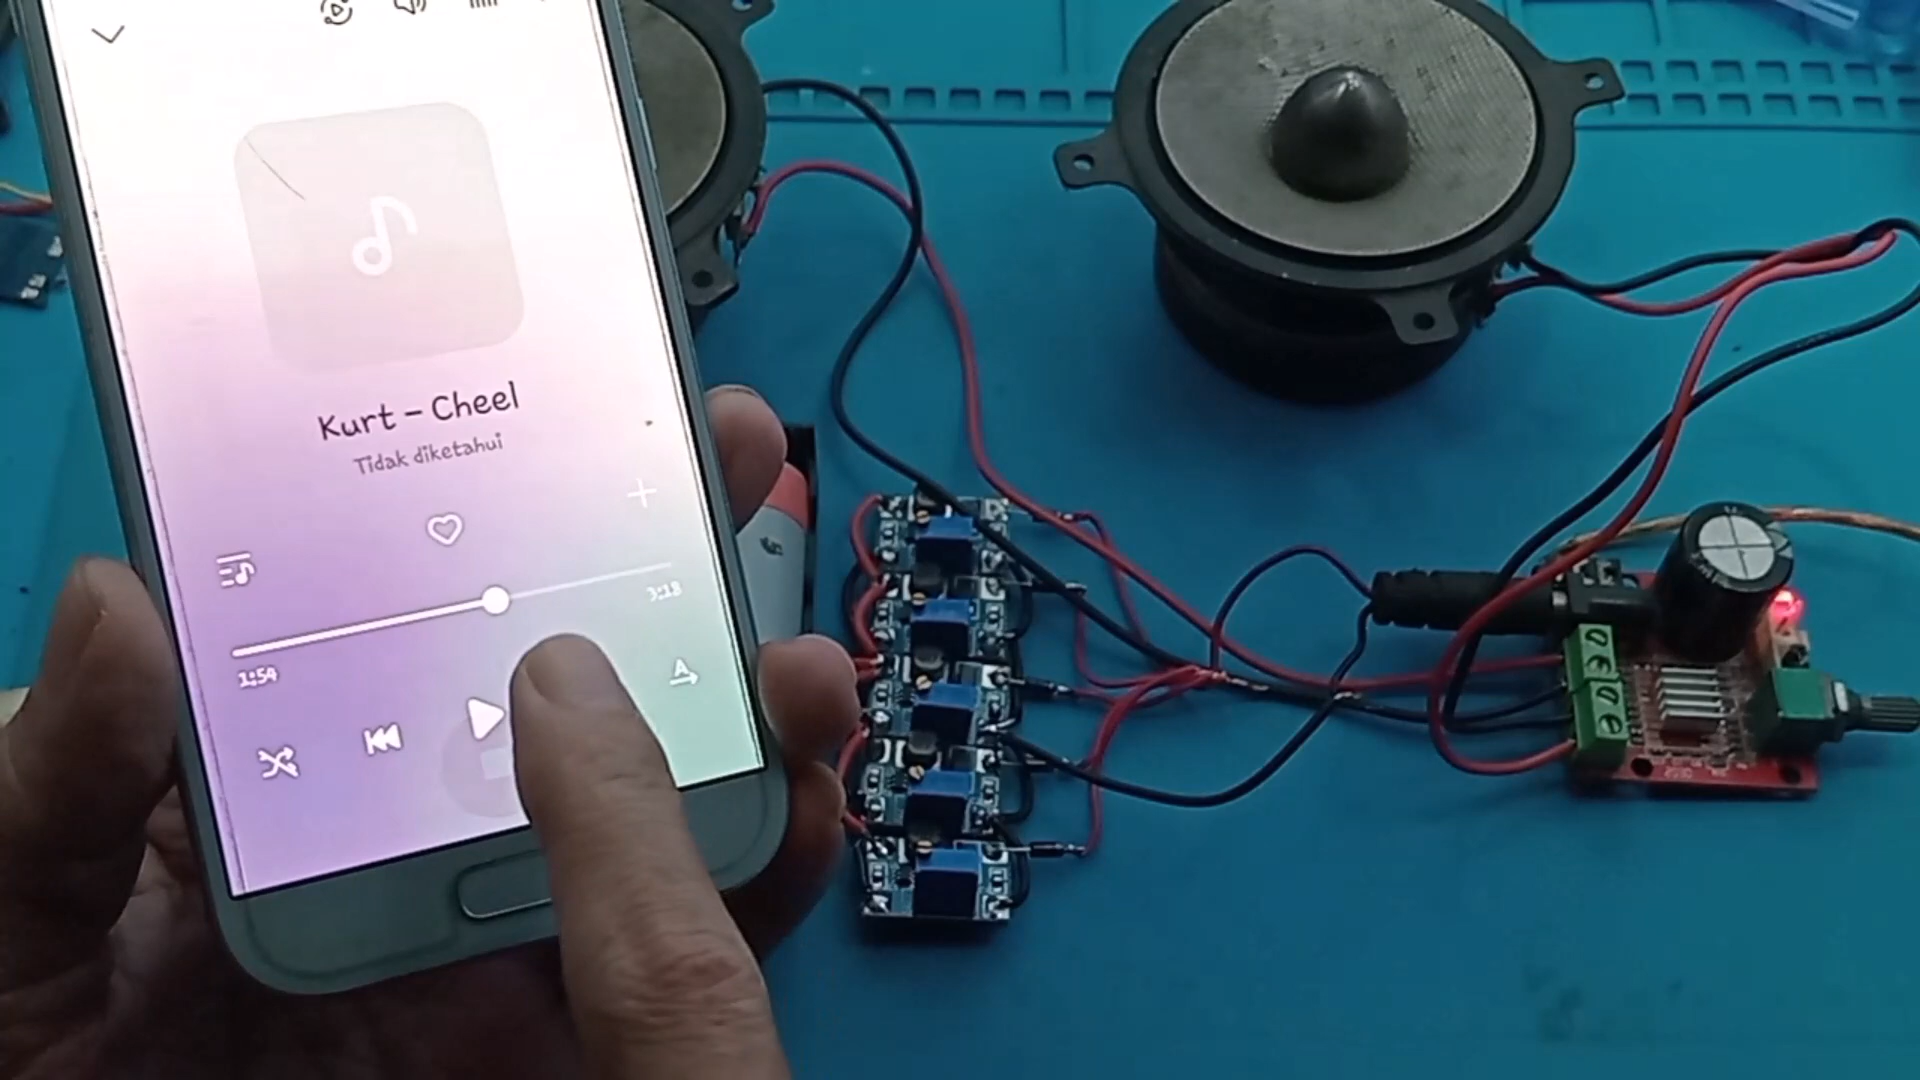 Kurt – Cheel
Tidak diketahui
3:18
1:54
A